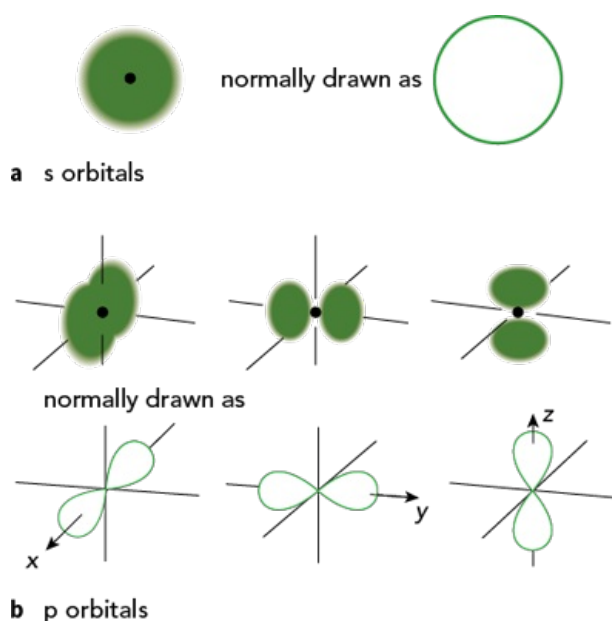 normally drawn as
a s orbitals
normally drawn as
x
y
z
b p orbitals